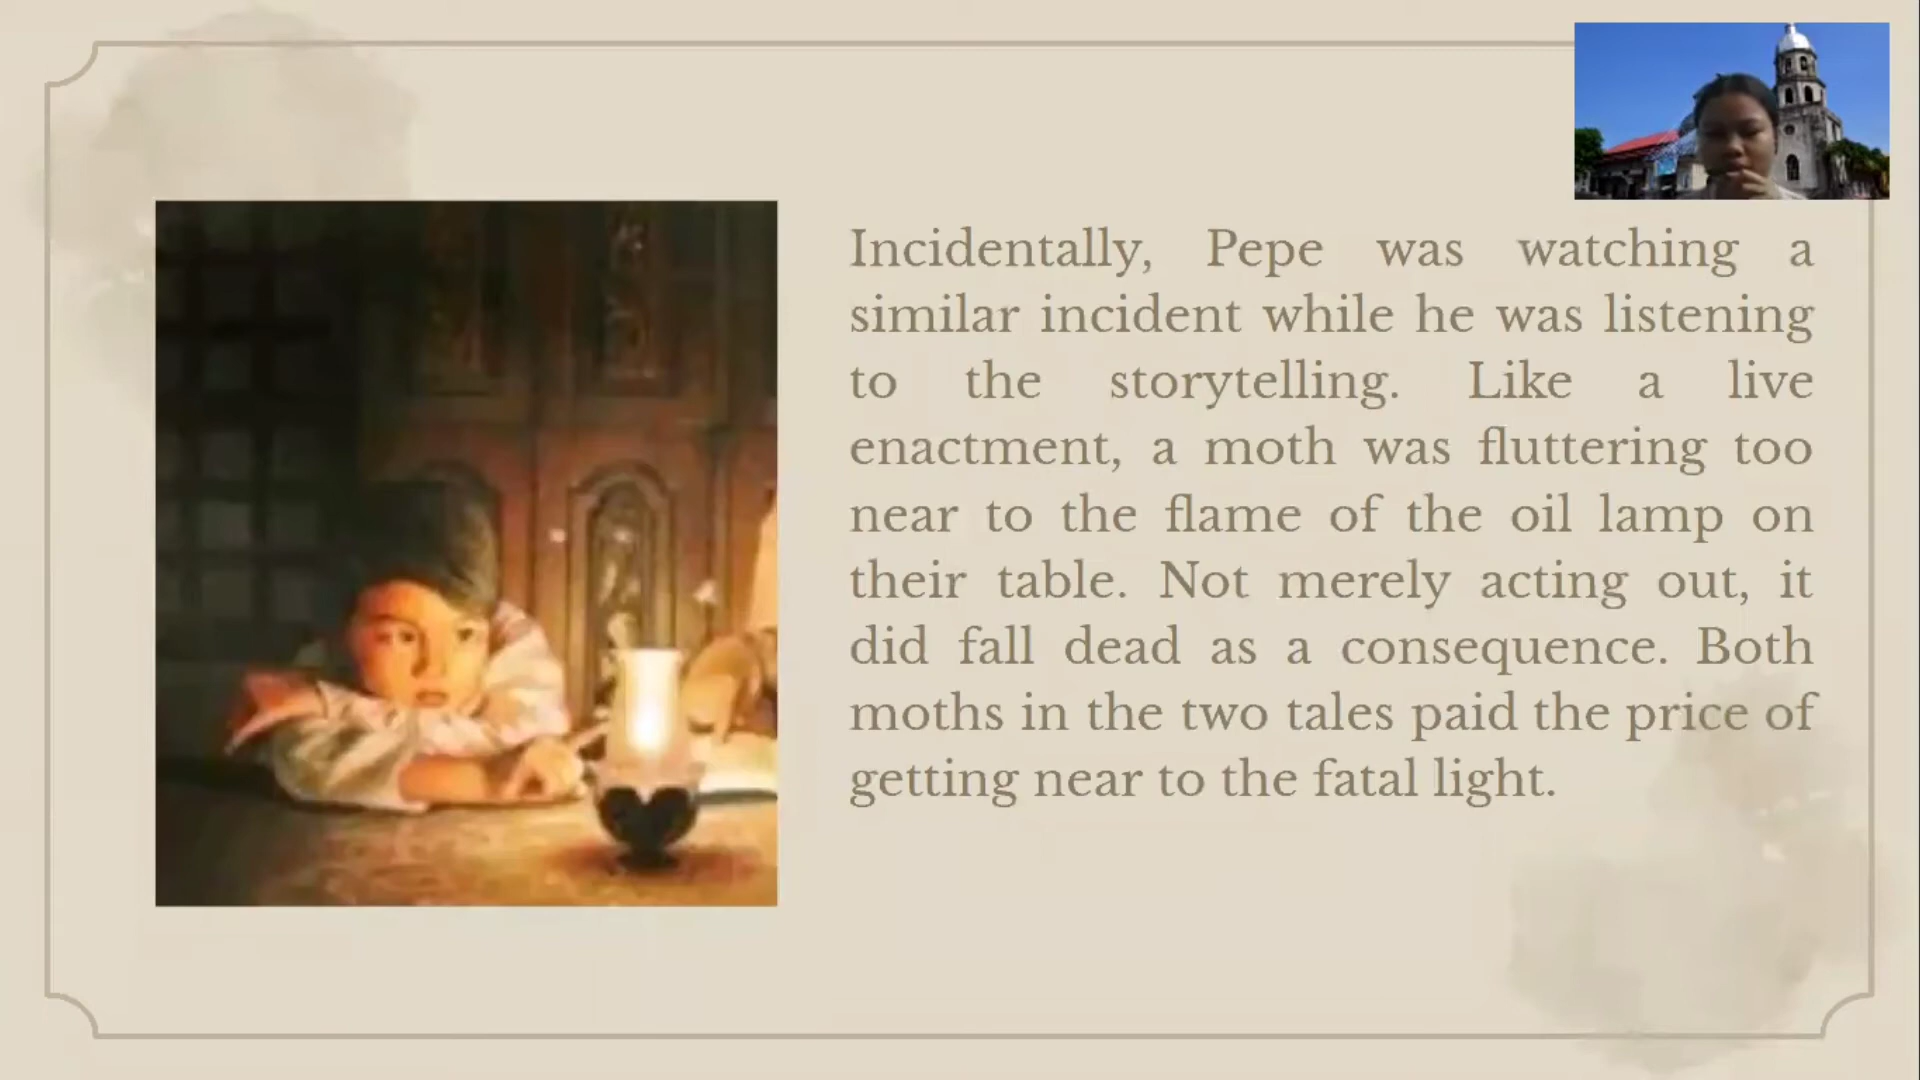 Incidentally, Pepe was watching a
similar incident while he was listening
to the storytelling. Like a live
enactment, a moth was fluttering too
near to the flame of the oil lamp on
their table. Not merely acting out, it
did fall dead as a consequence. Both
moths in the two tales paid the price of
getting near to the fatal light.